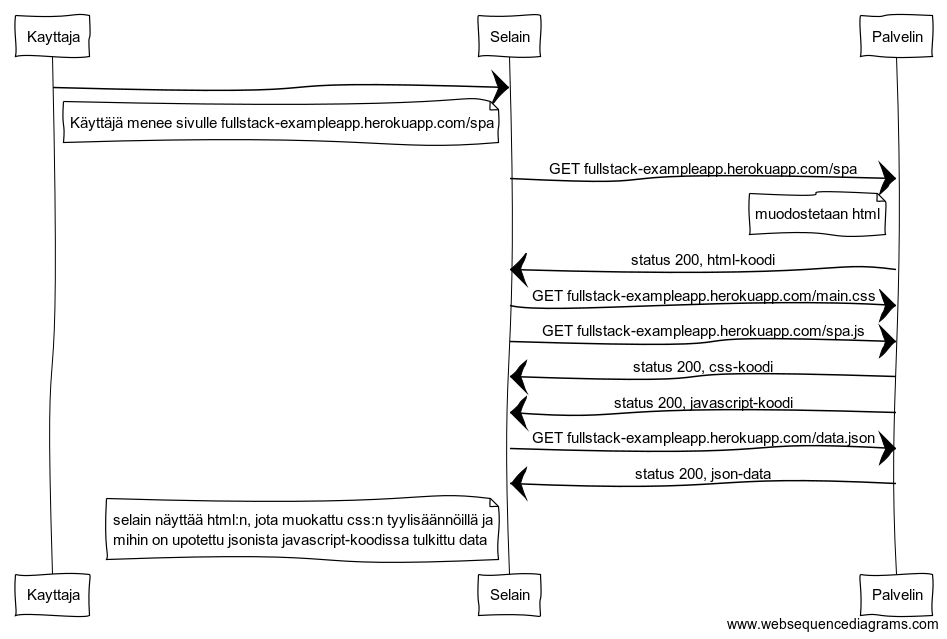 Kayttaja
Selain
Palvelin
Käyttäjä menee sivulle fullstack-exampleapp.herokuapp.com/spa
GET fullstack-exampleapp.herokuapp.com/spa
muodostetaan html
status 200, html-koodi
GET fullstack-exampleapp.herokuapp.com/main.css
GET fullstack-exampleapp.herokuapp.com/spa.js
status 200, css-koodi
status 200, javascript-koodi
GET fullstack-exampleapp.herokuapp.com/data.json
status 200, json-data
selain näyttää html:n, jota muokattu css:n tyylisäännöillä ja
mihin on upotettu jsonista javascript-koodissa tulkittu data
Kayttaja
Selain
Palvelin
www.websequencediagrams.com